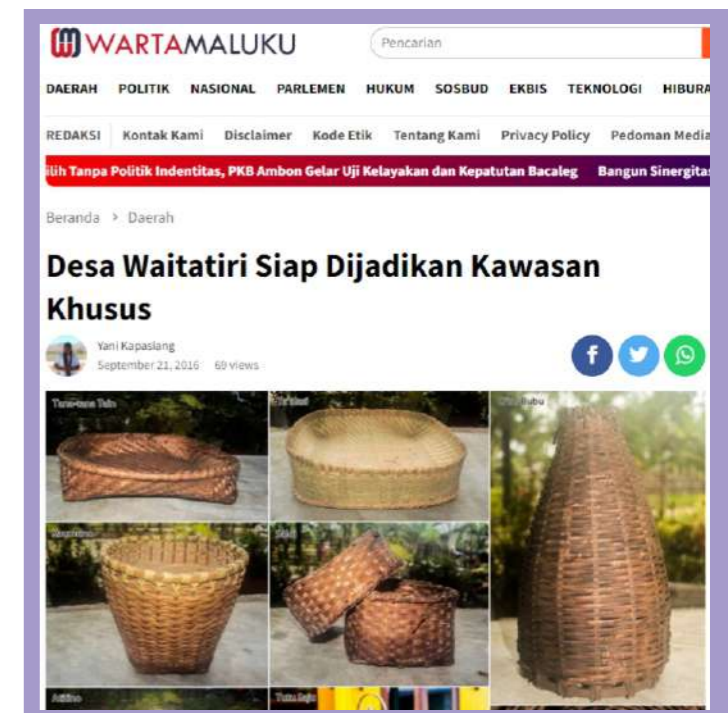 WARTAMALUKU
Pencarian
DAERAH POLITIK NASIONAL PARLEMEN HUKUM SOSBUD EKBIS TEKNOLOGI HIBURA
REDAKSI Kontak Kami Disclaimer Kode Etik Tentang Kami Privacy Policy Pedoman Media
ilih Tanpa Politik Indentitas, PKB Ambon Gelar Uji Kelayakan dan Kepatutan Bacaleg Bangun Sinergitas
Beranda > Daerah
Desa Waitatiri Siap Dijadikan Kawasan
Khusus
Yani Kapasiang
September 21, 2016 69 views